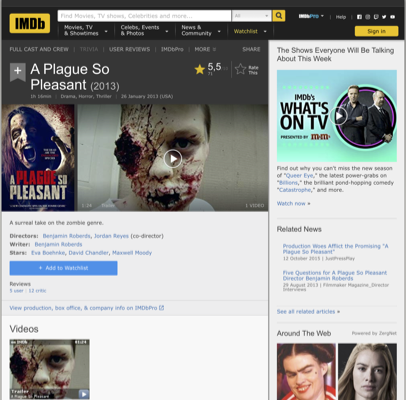 IMDb
Find Movies, TV shows, Celebrities and more...
All
IMDbPro
Help
Movies, TV
& Showtimes
Celebs, Events
& Photos
News &
Community
Watchlist
Sign in
FULL CAST AND CREW | TRIVIA | USER REVIEWS | IMDbPro | MORE
SHARE
A Plague So
Pleasant (2013)
5,5
Rate
This
1h 16min | Drama, Horror, Thriller | 26 January 2013 (USA)
A PLAGUE SO
PLEASANT
1:24
1 VIDEO
A surreal take on the zombie genre.
Directors: Benjamin Roberds, Jordan Reyes (co-director)
Writer: Benjamin Roberds
Stars: Eva Boehnke, David Chandler, Maxwell Moody
+ Add to Watchlist
Reviews
5 user | 13 critic
View production, box office, & company info on IMDbPro
Videos
01:24
Trailer
A Plague So Pleasant
The Shows Everyone Will Be Talking
About This Week
IMDb's
WHAT'S
ON TV
PRESENTED BY
Find out why you can't miss the new season
of "Queer Eye," the latest power-grabs on
"Billions," the brilliant pond-hopping comedy
"Catastrophe," and more.
Watch now »
Related News
Production Woes Afflict the Promising "A
Plague So Pleasant"
12 October 2015 | JustPressPlay
Five Questions for A Plague So Pleasant
Director Benjamin Roberds
29 August 2013 | Filmmaker Magazine_Director
Interviews
See all related articles »
Around The Web
Powered by ZergNet